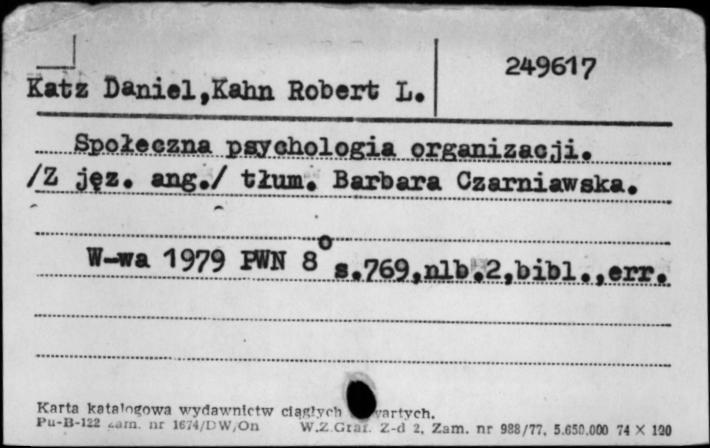 249617
Katz Daniel,Kahn Robert L.
Społeczna psychologia organizacji.
/Z jęz. ang./ tłum. Barbara Czarniawska.
W-wa 1979 PWN 8° s.769,nlb.2,bibl.,err.
Karta katalogowa wydawnictw ciągłych wartych.
Pu-B-122 zam. nr 1674/DW/On W.Z.Graf. Z-d 2, Zam. nr 988/77, 5.650.000 74 X 120